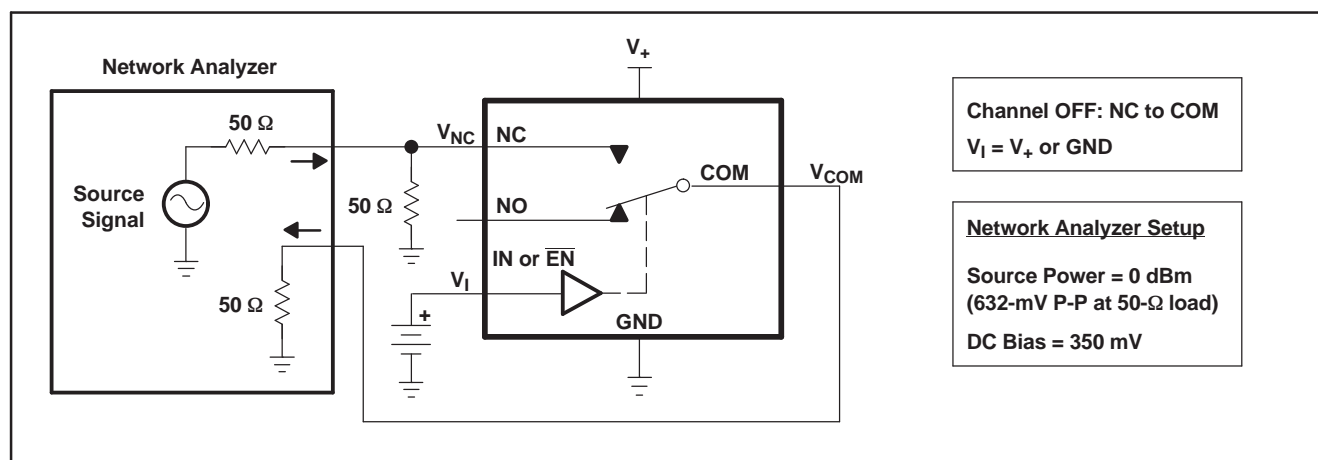 V+
Network Analyzer
50 Ω
VNC
NC
COM
VCOM
Source
Signal
50 Ω
NO
50 Ω
IN or E̅N̅
VI
+
GND
Channel OFF: NC to COM
VI = V+ or GND
Network Analyzer Setup
Source Power = 0 dBm
(632-mV P-P at 50-Ω load)
DC Bias = 350 mV